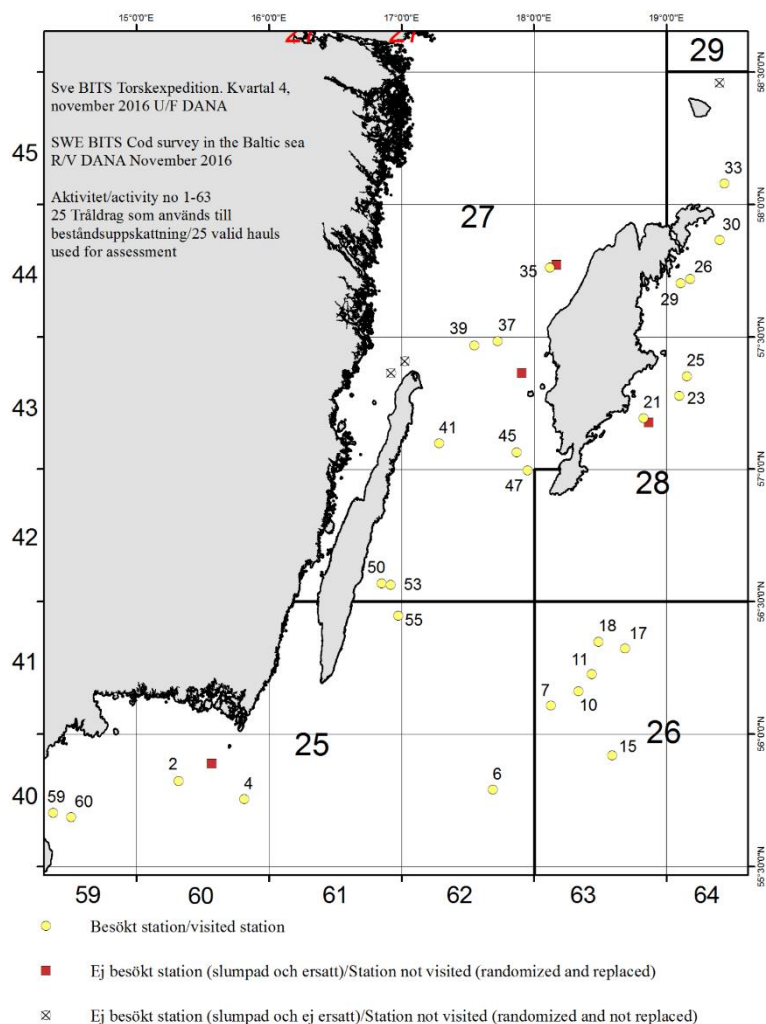 15°0'0"E 16°0'0"E 17°0'0"E 18°0'0"E 19°0'0"E
29
58°30'0"N
Sve BITS Torskexpedition. Kvartal 4,
november 2016 U/F DANA
SWE BITS Cod survey in the Baltic sea
R/V DANA November 2016
45
33
Aktivitet/activity no 1-63
25 Tråldrag som används till
beståndsuppskattning/25 valid hauls
used for assessment
58°0'0"N
27
30
44
35
26
29
57°30'0"N
39 37
25
43
21 23
41 45
47
57°0'0"N
28
42
50 53
56°30'0"N
55
18 17
41
11
7 10
56°0'0"N
25
26
15
2
4
6
40
59 60
55°30'0"N
59 60 61 62 63 64
Besökt station/visited station
Ej besökt station (slumpad och ersatt)/Station not visited (randomized and replaced)
Ej besökt station (slumpad och ej ersatt)/Station not visited (randomized and not replaced)